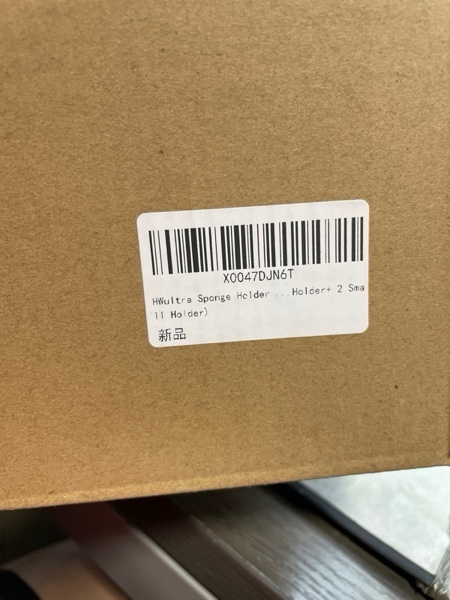 X0047DJN6T
HWultra Sponge Holder ...Holder+ 2 Sma
ll Holder)
新品